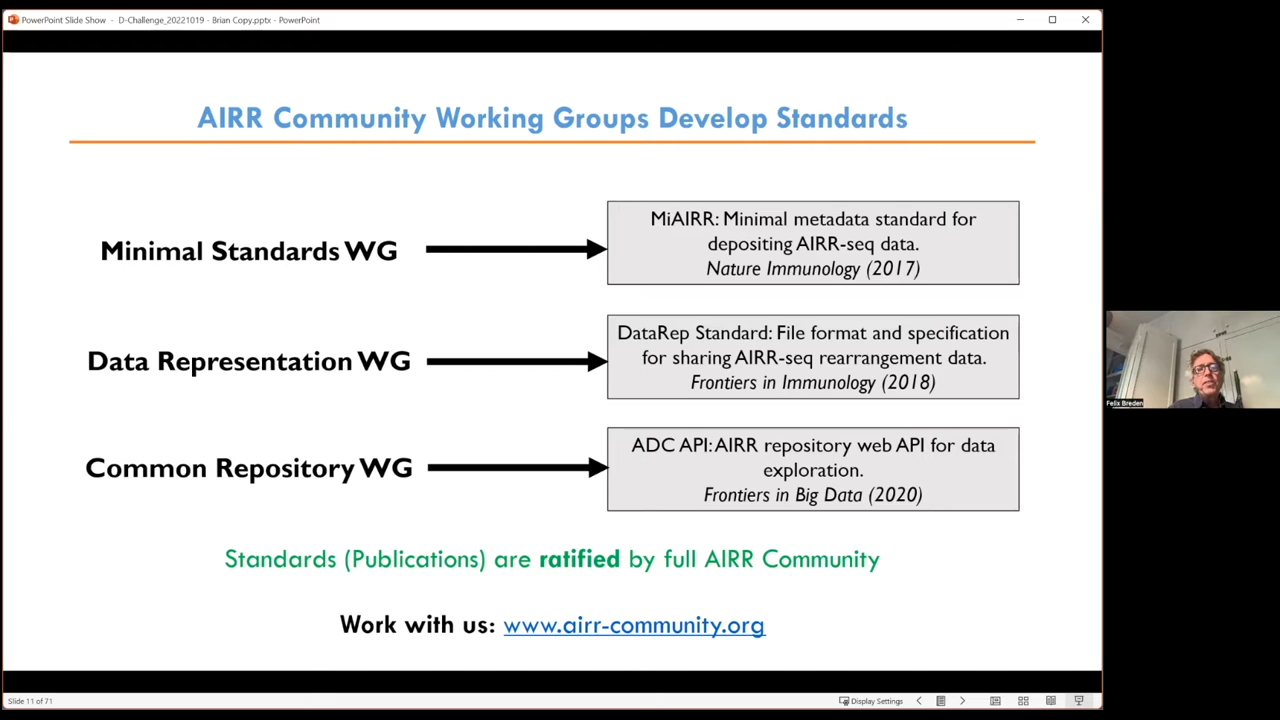 PowerPoint Slide Show - D-Challenge_20221019 - Brian Copy.pptx - PowerPoint
AIRR Community Working Groups Develop Standards
Minimal Standards WG
MiAIRR: Minimal metadata standard for
depositing AIRR-seq data.
Nature Immunology (2017)
Data Representation WG
DataRep Standard: File format and specification
for sharing AIRR-seq rearrangement data.
Frontiers in Immunology (2018)
Common Repository WG
ADC API: AIRR repository web API for data
exploration.
Frontiers in Big Data (2020)
Standards (Publications) are ratified by full AIRR Community
Work with us: www.airr-community.org
Felix Breden
Slide 11 of 71
Display Settings